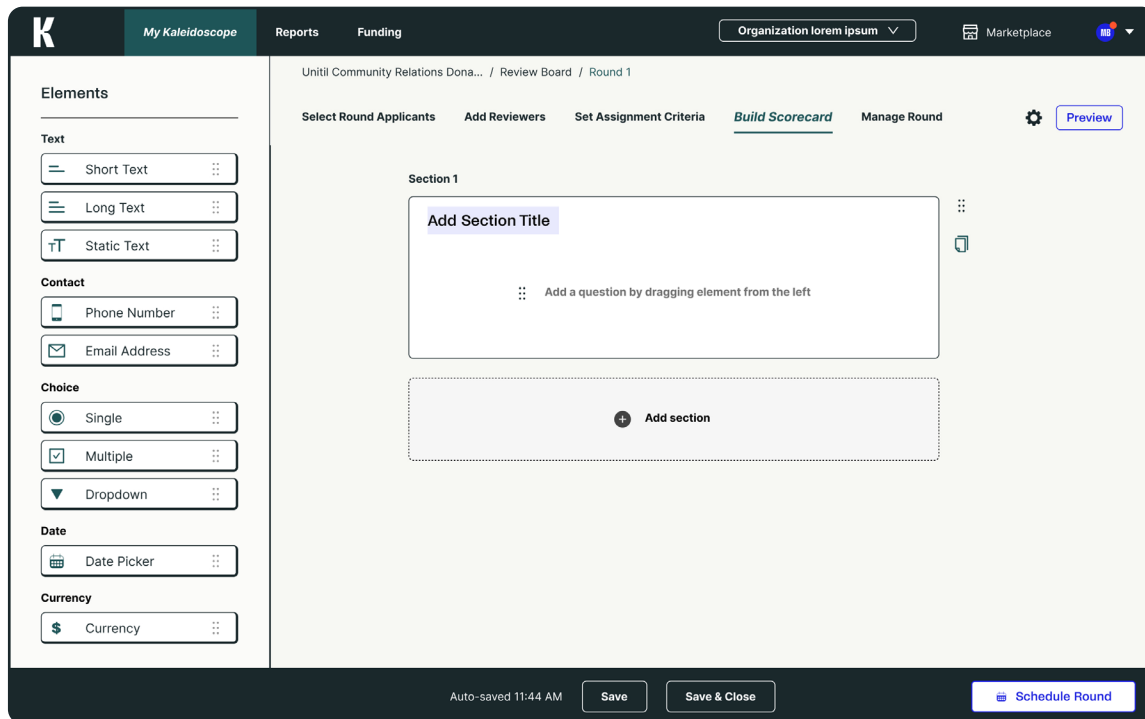 K
My Kaleidoscope
Reports
Funding
Organization lorem ipsum
Marketplace
MB
Elements
Text
Short Text
Long Text
TT Static Text
Contact
Phone Number
Email Address
Choice
Single
Multiple
Dropdown
Date
Date Picker
Currency
$ Currency
Unitil Community Relations Dona... / Review Board / Round 1
Select Round Applicants
Add Reviewers
Set Assignment Criteria
Build Scorecard
Manage Round
Preview
Section 1
Add Section Title
Add a question by dragging element from the left
Add section
Auto-saved 11:44 AM
Save
Save & Close
Schedule Round